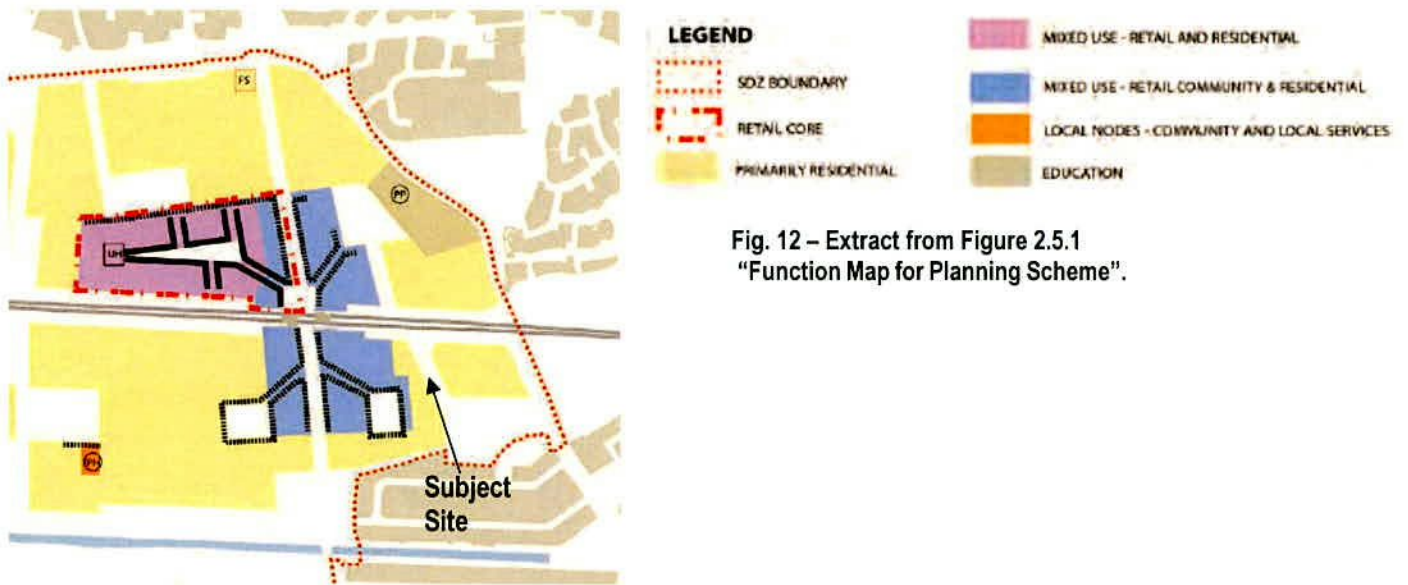 FS
PP
UH
PH
Subject
Site
LEGEND
SDZ BOUNDARY
RETAIL CORE
PRIMARILY RESIDENTIAL
MIXED USE - RETAIL AND RESIDENTIAL
MIXED USE - RETAIL COMMUNITY & RESIDENTIAL
LOCAL NODES - COMMUNITY AND LOCAL SERVICES
EDUCATION
Fig. 12 – Extract from Figure 2.5.1
“Function Map for Planning Scheme”.